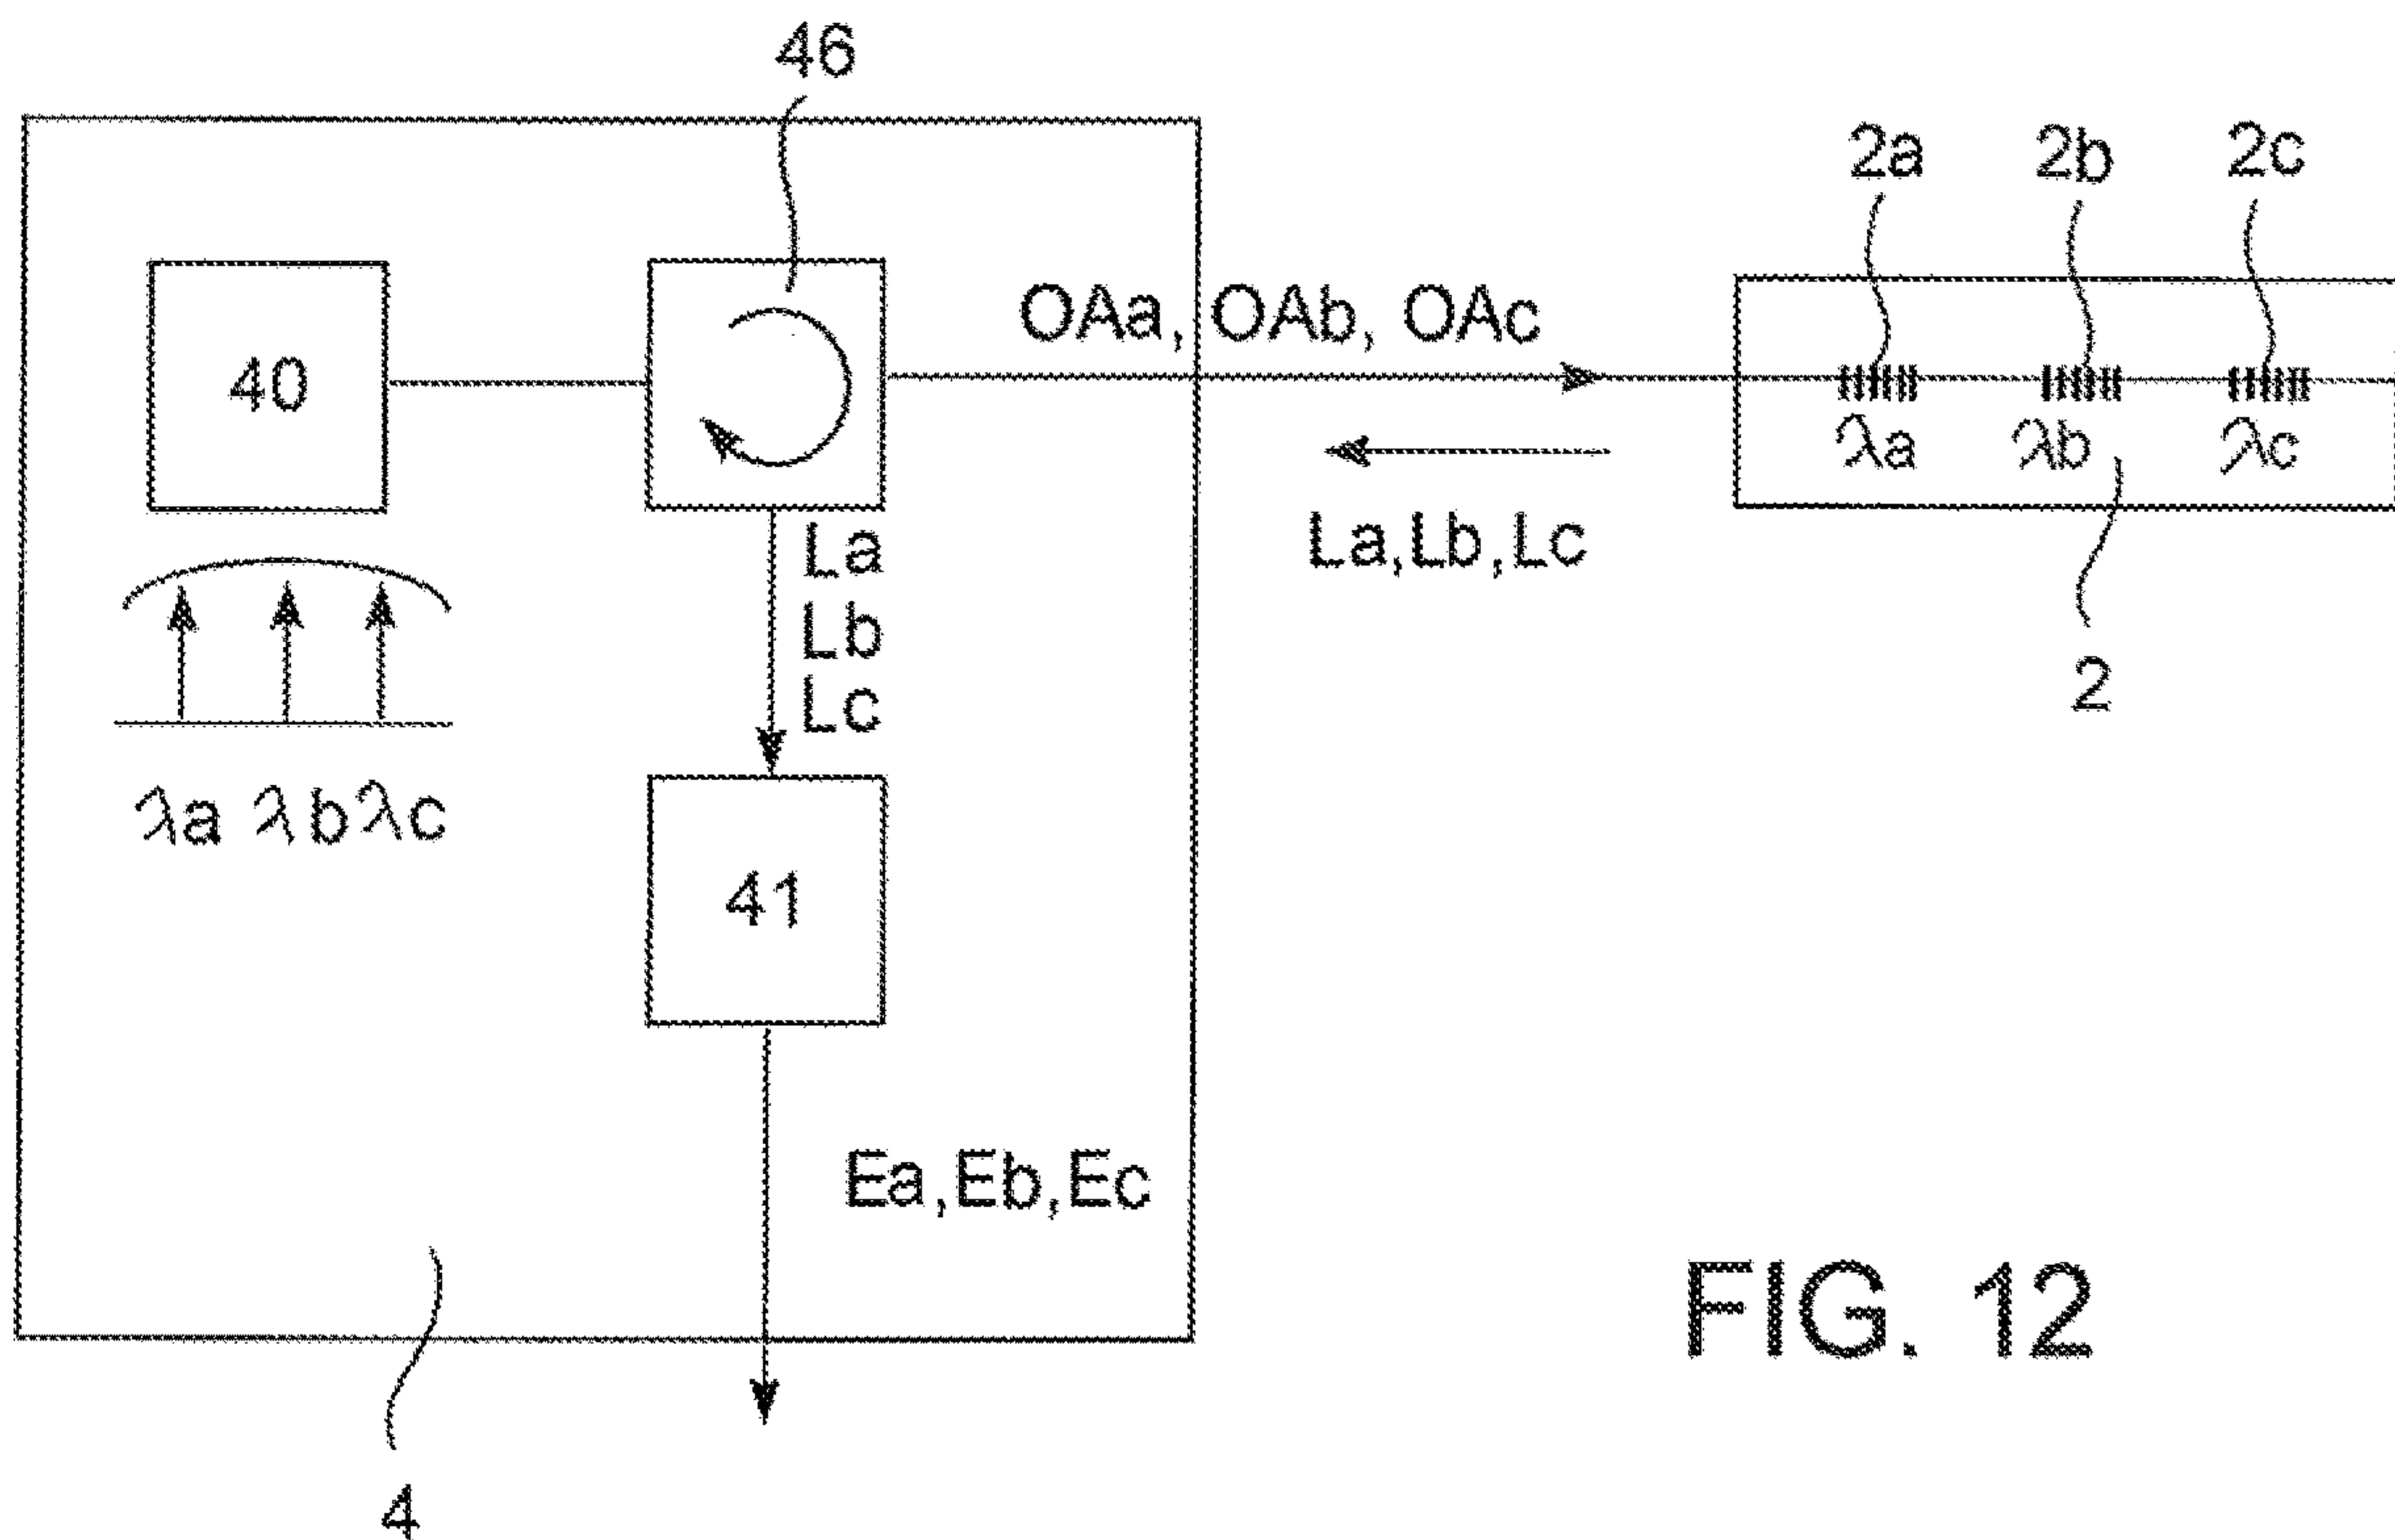 46
2a 2b 2c
OAa, OAb, OAc
40
λa λb λc
La,Lb,Lc
La
Lb
Lc
2
λa λb λc
41
Ea,Eb,Ec
FIG. 12
4